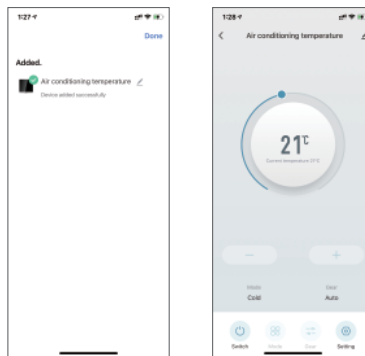 1:27
Done
Added.
Air conditioning temperature
Device added successfully
1:28
Air conditioning temperature
21℃
Current temperature 21℃
Mode
Cold
Gear
Auto
Switch
Mode
Gear
Setting